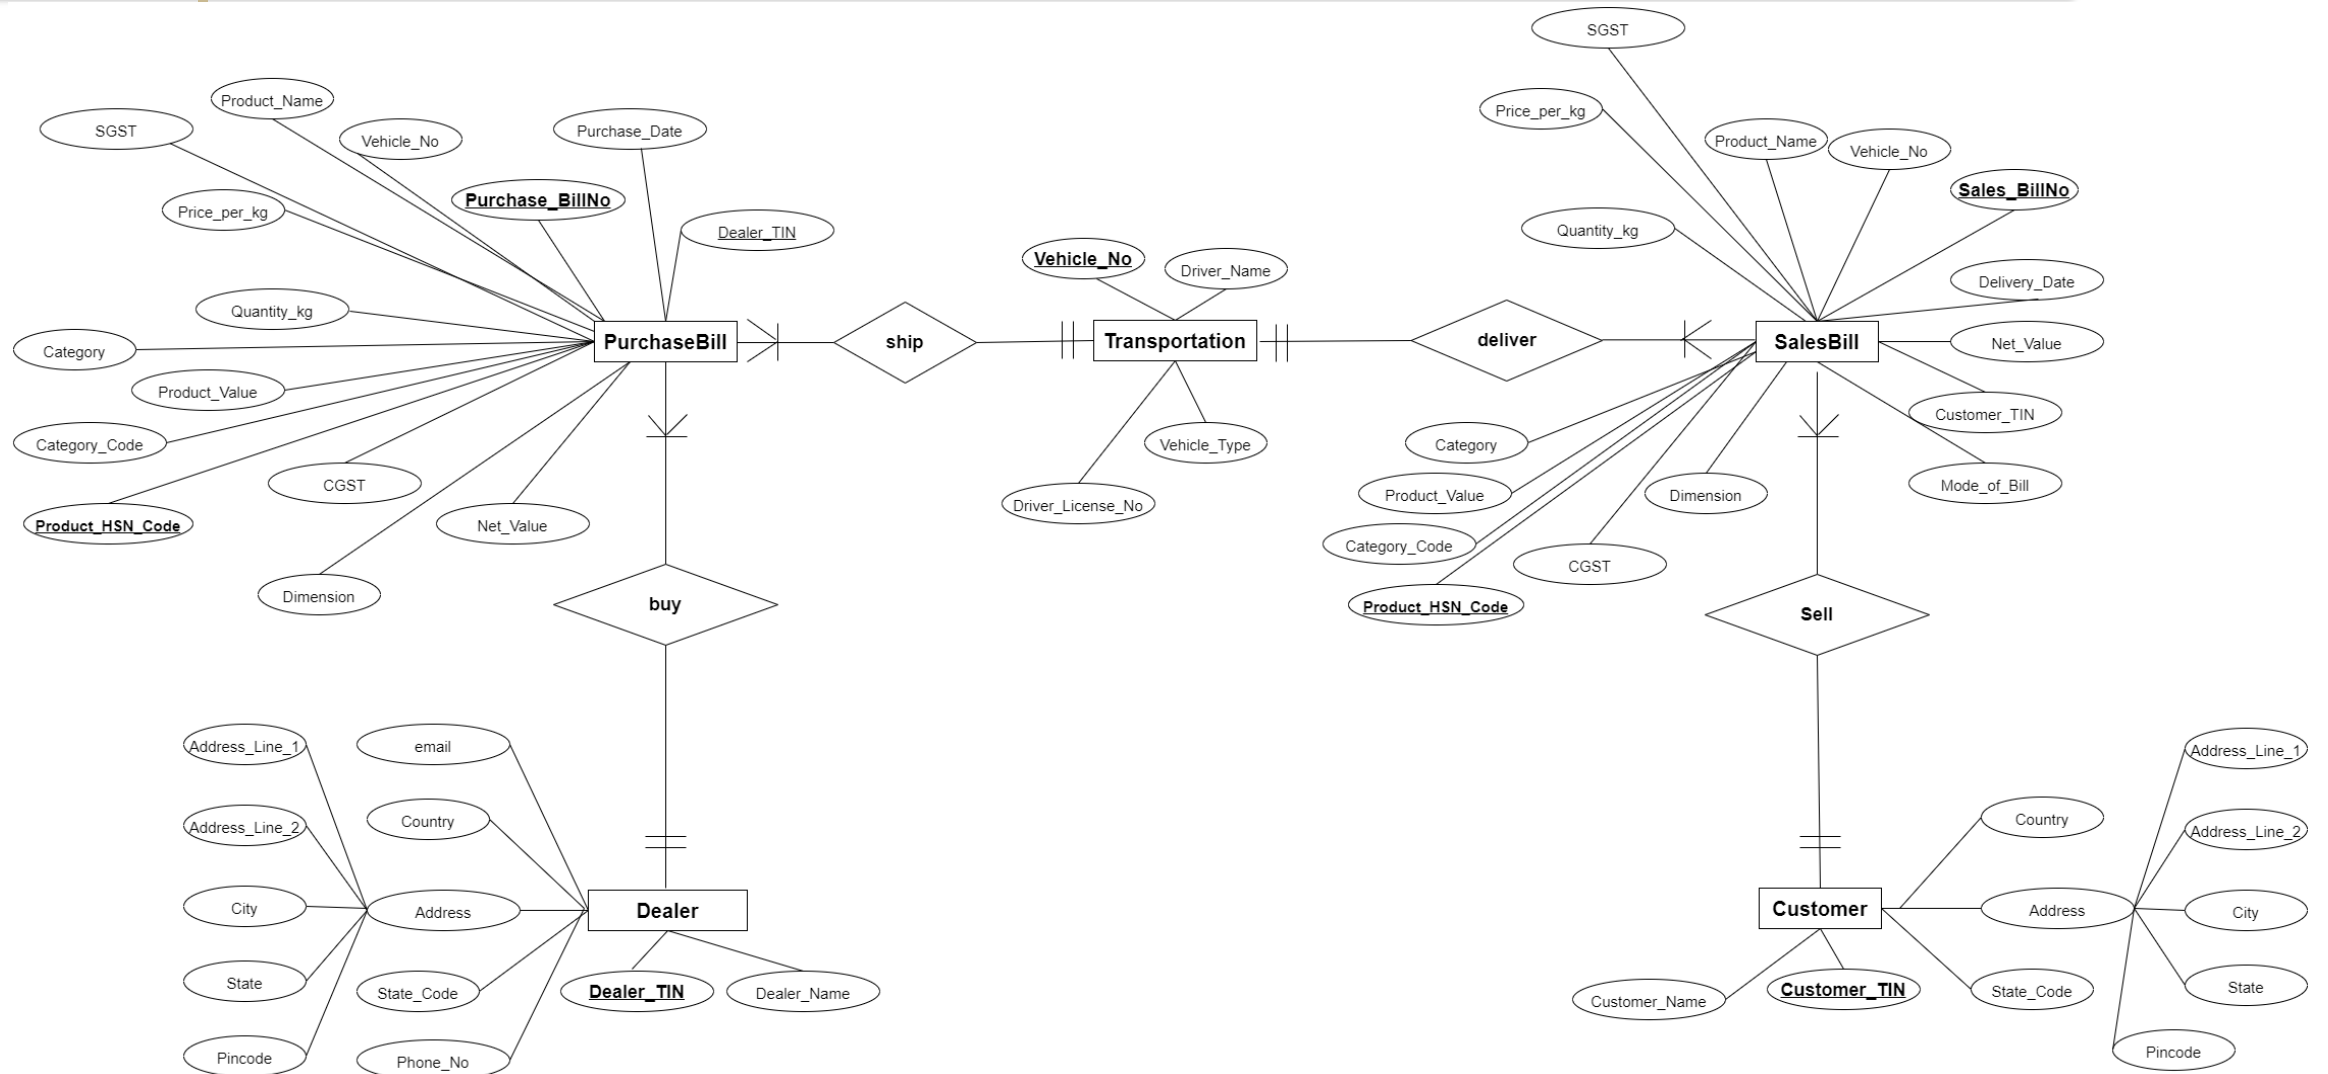 SGST
Product_Name
SGST
Vehicle_No
Purchase_Date
Price_per_kg
Product_Name
Vehicle_No
Purchase_BillNo
Sales_BillNo
Price_per_kg
Dealer_TIN
Quantity_kg
Vehicle_No
Driver_Name
Delivery_Date
Quantity_kg
Category
PurchaseBill
ship
Transportation
deliver
SalesBill
Net_Value
Product_Value
Customer_TIN
Category_Code
Vehicle_Type
Category
CGST
Driver_License_No
Product_Value
Dimension
Mode_of_Bill
Product_HSN_Code
Net_Value
Category_Code
CGST
Dimension
buy
Product_HSN_Code
Sell
Address_Line_1
email
Address_Line_1
Address_Line_2
Country
Country
Address_Line_2
City
Address
Dealer
Customer
Address
City
State
State_Code
Dealer_TIN
Dealer_Name
Customer_Name
Customer_TIN
State_Code
State
Pincode
Phone_No
Pincode